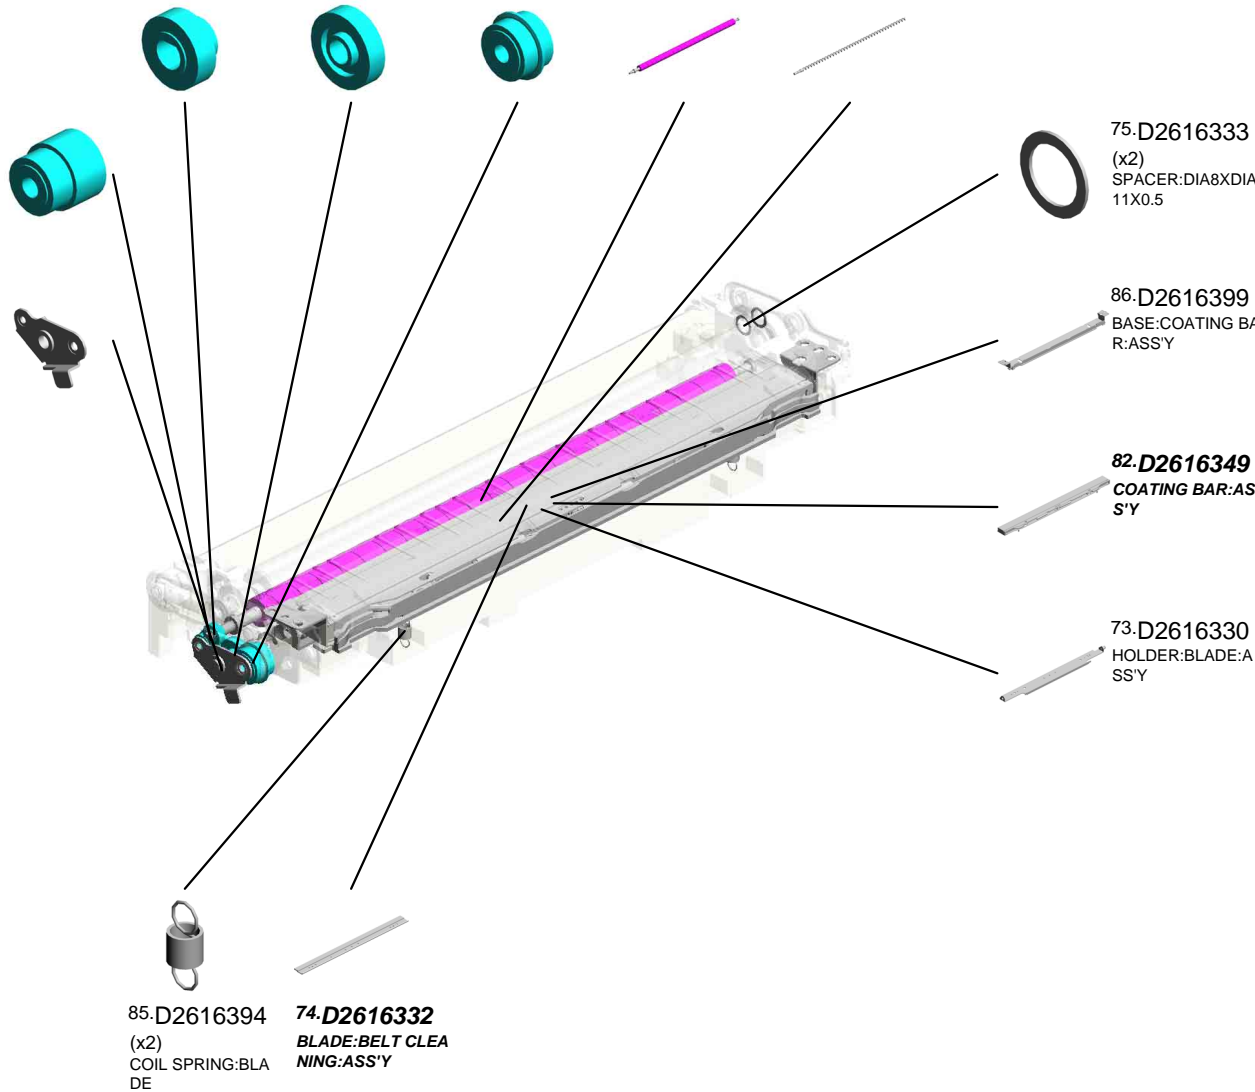 75.D2616333
(x2)
SPACER:DIA8XDIA
11X0.5
86.D2616399
BASE:COATING BA
R:ASS'Y
82.D2616349
COATING BAR:AS
S'Y
73.D2616330
HOLDER:BLADE:A
SS'Y
85.D2616394
(x2)
COIL SPRING:BLA
DE
74.D2616332
BLADE:BELT CLEA
NING:ASS'Y